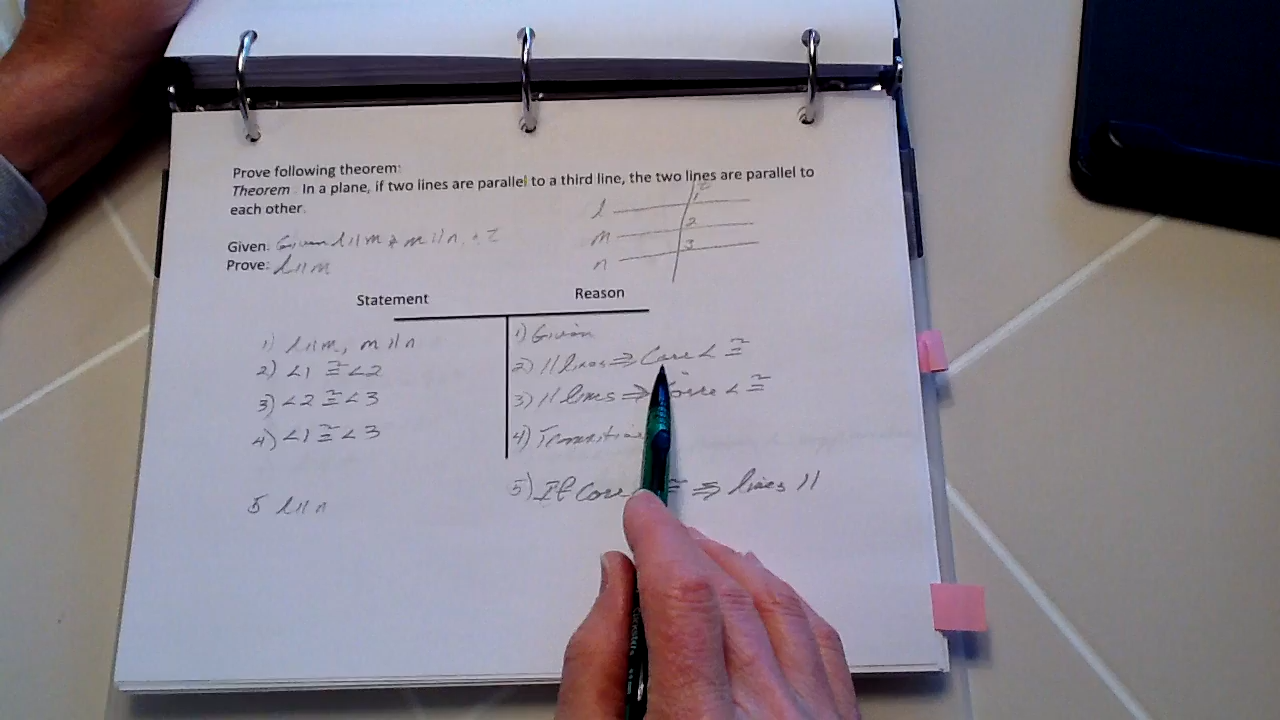 Prove following theorem:
Theorem . In a plane, if two lines are parallel to a third line, the two lines are parallel to
each other.
t
l 1
m 2
n 3
Given: Given l || m & m || n , t
Prove: l || m
Statement Reason
1) l || m, m || n 1) Given
2) ∠1 ≅ ∠2 2) || lines ⇒ Corr ∠ ≅
3) ∠2 ≅ ∠3 3) || lines ⇒ Corr ∠ ≅
4) ∠1 ≅ ∠3 4) Transitive
5 l || n 5) If Corr ≅ ⇒ lines ||